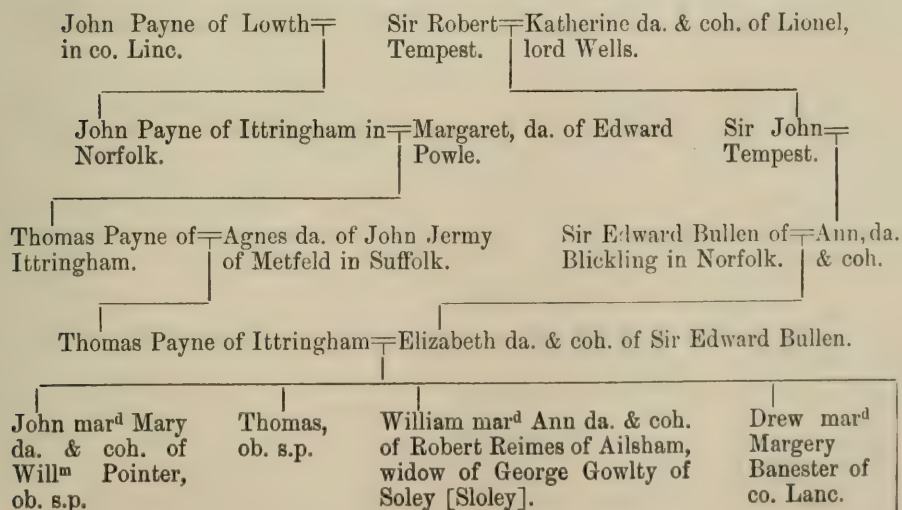 John Payne of Lowth
in co. Linc.
Sir Robert
Tempest.
Katherine da. & coh. of Lionel,
lord Wells.
John Payne of Ittringham in
Norfolk.
Margaret, da. of Edward
Powle.
Sir John
Tempest.
Thomas Payne of
Ittringham.
Agnes da. of John Jermy
of Metfeld in Suffolk.
Sir Edward Bullen of
Blickling in Norfolk.
Ann, da.
& coh.
Thomas Payne of Ittringham
Elizabeth da. & coh. of Sir Edward Bullen.
John marᵈ Mary
da. & coh. of
Willᵐ Pointer,
ob. s.p.
Thomas,
ob. s.p.
William marᵈ Ann da. & coh.
of Robert Reimes of Ailsham,
widow of George Gowlty of
Soley [Sloley].
Drew marᵈ
Margery
Banester of
co. Lanc.